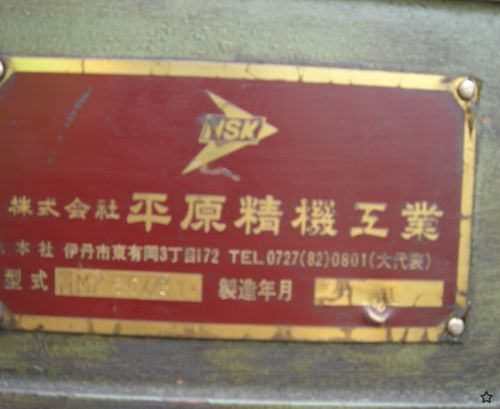 HSK
株式会社 平原精機工業
本社 伊丹市東有岡3丁目172 TEL.0727(82)0801(大代表)
型式 製造年月